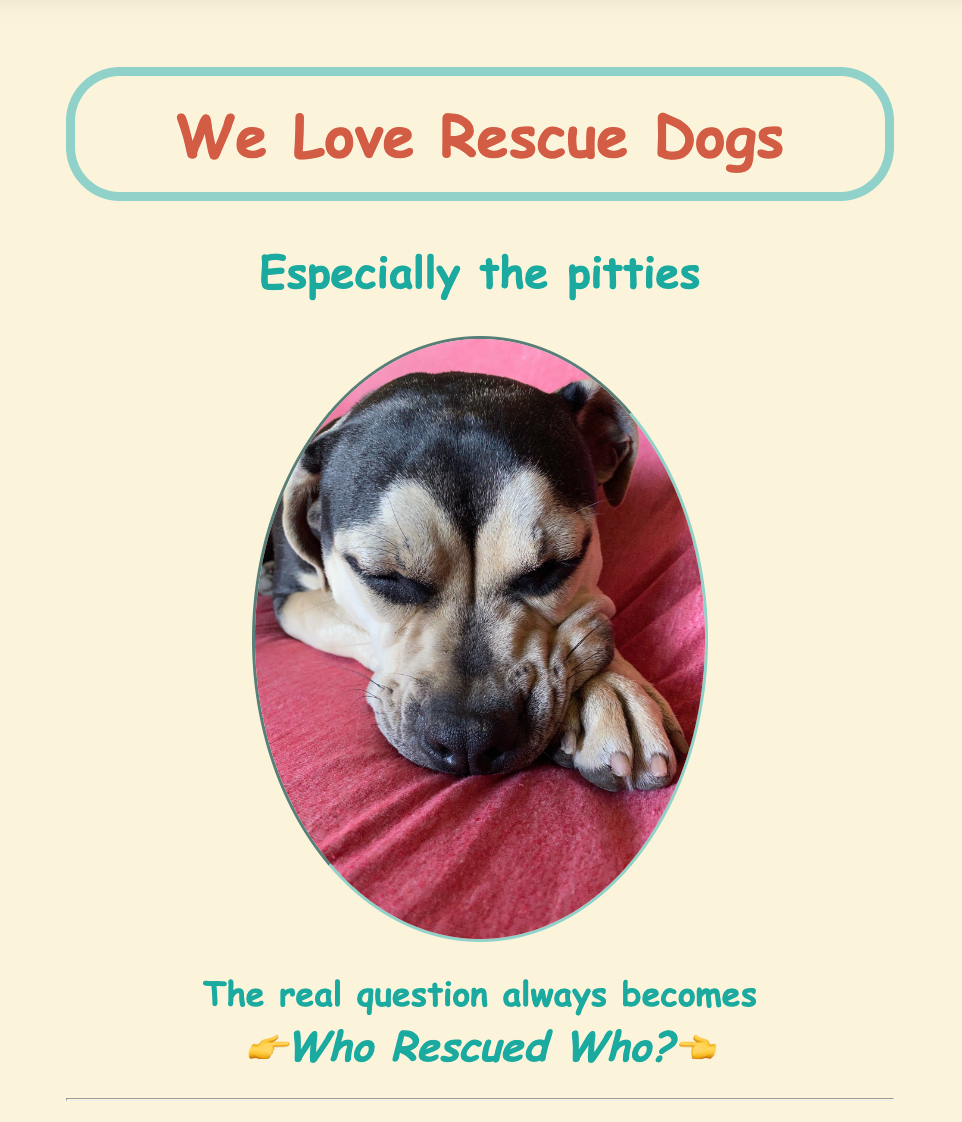 We Love Rescue Dogs
Especially the pitties
The real question always becomes
👉Who Rescued Who?👈